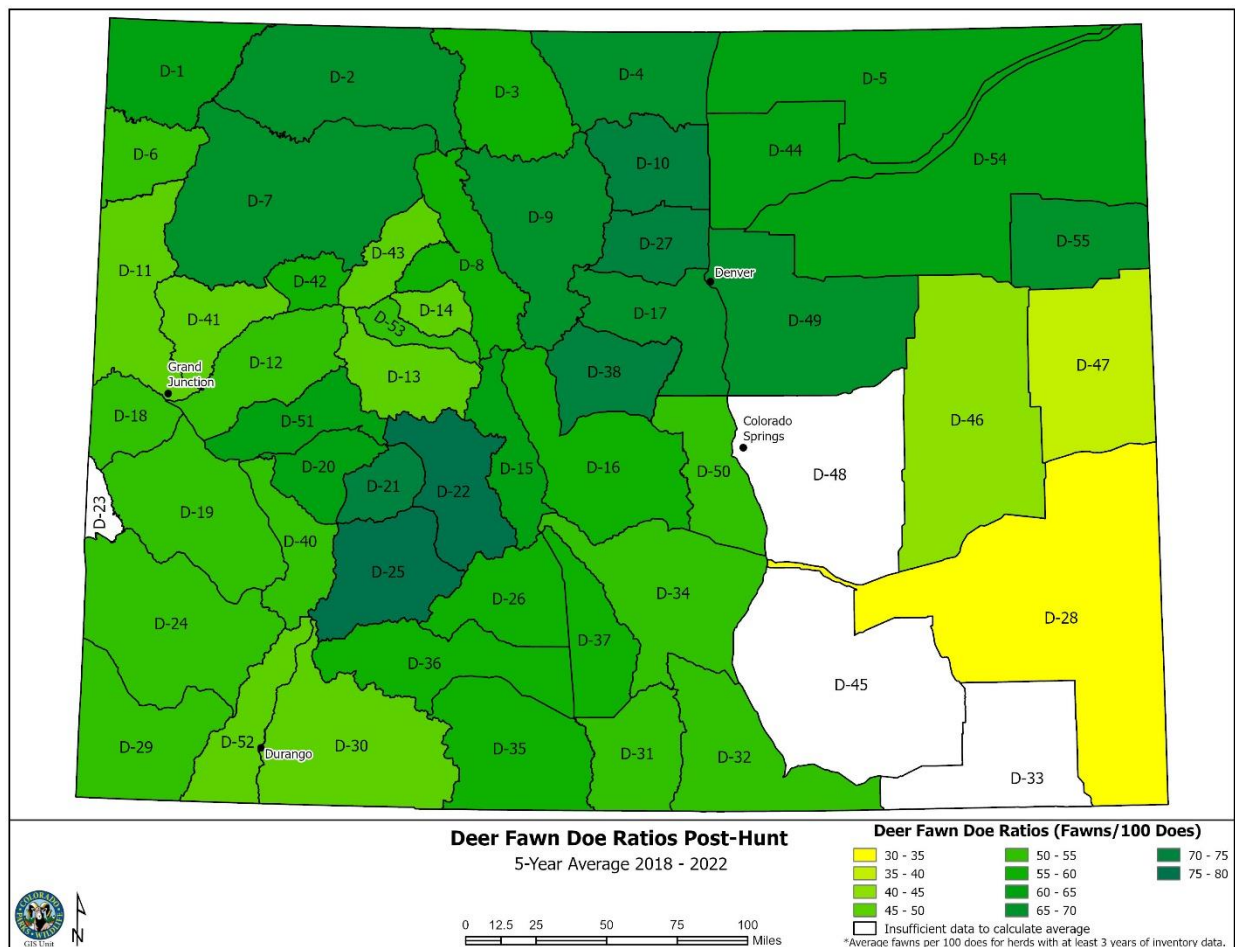 D-1
D-2
D-3
D-4
D-5
D-6
D-7
D-8
D-9
D-10
D-44
D-54
D-55
D-11
D-43
D-27
D-42
Denver
D-41
D-14
D-53
D-17
D-49
D-12
D-13
D-38
D-47
Grand
Junction
D-18
D-51
D-46
Colorado
Springs
D-20
D-21
D-22
D-15
D-16
D-50
D-48
D-23
D-19
D-40
D-25
D-26
D-34
D-28
D-24
D-37
D-36
D-45
D-29
D-52
Durango
D-30
D-35
D-31
D-32
D-33
Deer Fawn Doe Ratios Post-Hunt
5-Year Average 2018 - 2022
COLORADO
PARKS
WILDLIFE
GIS Unit
N
0 12.5 25 50 75 100
Miles
Deer Fawn Doe Ratios (Fawns/100 Does)
30 - 35 50 - 55 70 - 75
35 - 40 55 - 60 75 - 80
40 - 45 60 - 65
45 - 50 65 - 70
Insufficient data to calculate average
*Average fawns per 100 does for herds with at least 3 years of inventory data.